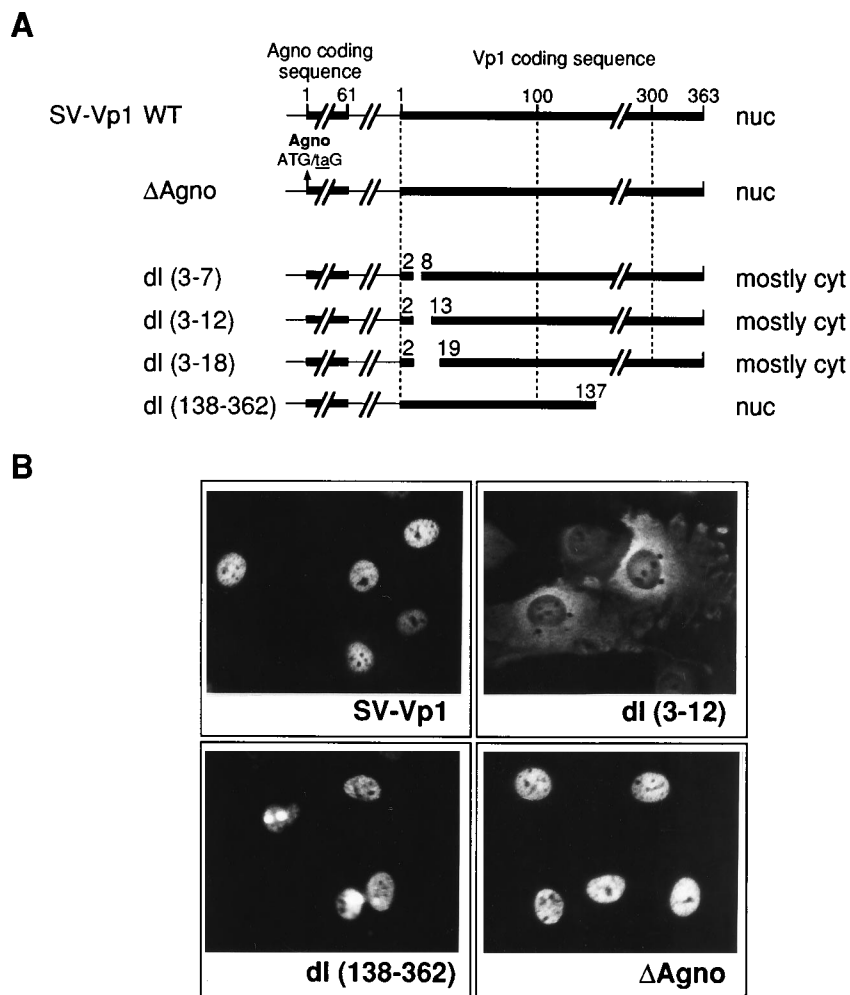 A
Agno coding sequence
Vp1 coding sequence
1 61 1 100 300 363
SV-Vp1 WT nuc
Agno
ATG/taG
ΔAgno nuc
dl (3-7) 2 8 mostly cyt
dl (3-12) 2 13 mostly cyt
dl (3-18) 2 19 mostly cyt
dl (138-362) 137 nuc
B
SV-Vp1
dl (3-12)
dl (138-362)
ΔAgno